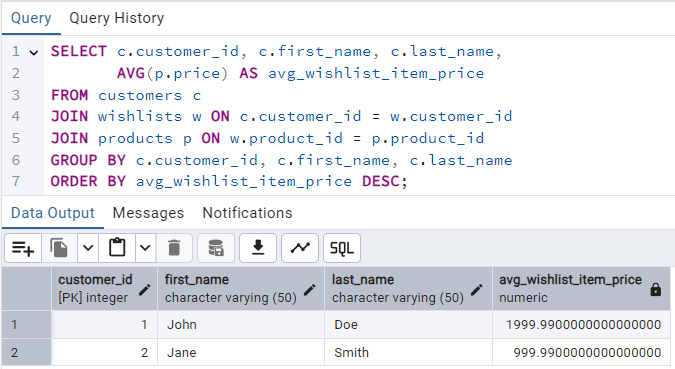 Query Query History
1 SELECT c.customer_id, c.first_name, c.last_name,
2 AVG(p.price) AS avg_wishlist_item_price
3 FROM customers c
4 JOIN wishlists w ON c.customer_id = w.customer_id
5 JOIN products p ON w.product_id = p.product_id
6 GROUP BY c.customer_id, c.first_name, c.last_name
7 ORDER BY avg_wishlist_item_price DESC;
Data Output Messages Notifications
SQL
customer_id first_name last_name avg_wishlist_item_price
[PK] integer character varying (50) character varying (50) numeric
1 1 John Doe 1999.9900000000000000
2 2 Jane Smith 999.9900000000000000